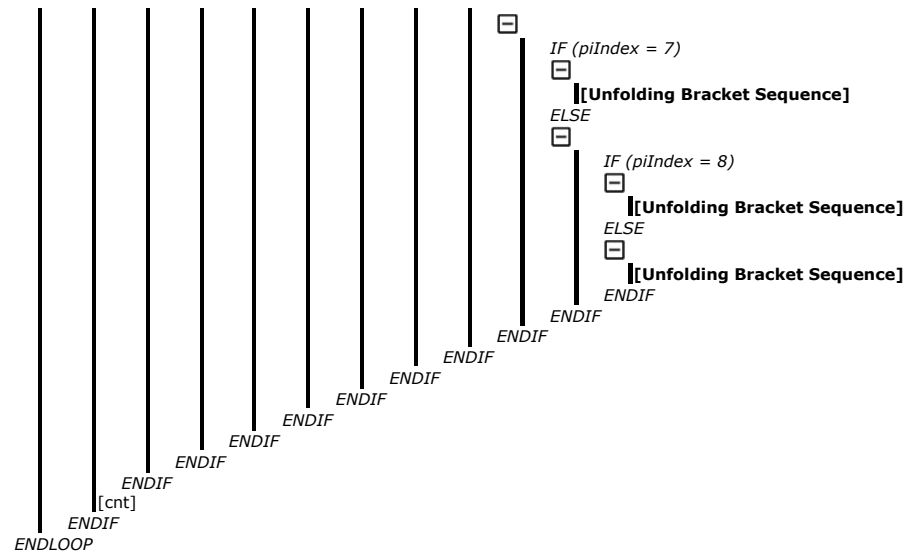 IF (piIndex = 7)
[Unfolding Bracket Sequence]
ELSE
IF (piIndex = 8)
[Unfolding Bracket Sequence]
ELSE
[Unfolding Bracket Sequence]
ENDIF
ENDIF
ENDIF
ENDIF
ENDIF
ENDIF
ENDIF
ENDIF
ENDIF
ENDIF
[cnt]
ENDIF
ENDLOOP